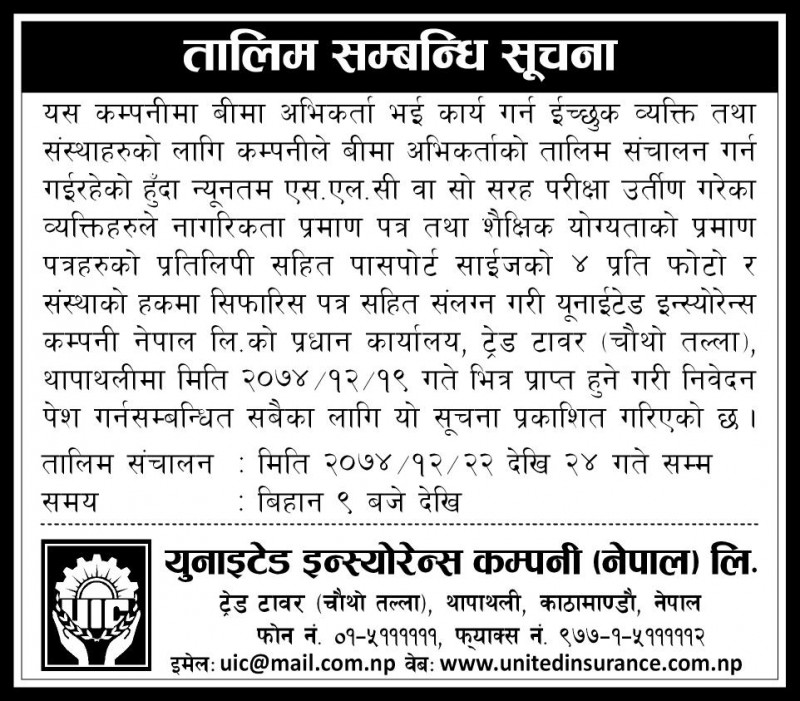 तालिम सम्बन्धि सूचना
यस कम्पनीमा बीमा अभिकर्ता भई कार्य गर्न ईच्छुक व्यक्ति तथा
संस्थाहरुको लागि कम्पनीले बीमा अभिकर्ताको तालिम संचालन गर्न
गईरहेको हुँदा न्यूनतम एस.एल.सी वा सो सरह परीक्षा उर्तीण गरेका
व्यक्तिहरुले नागरिकता प्रमाण पत्र तथा शैक्षिक योग्यताको प्रमाण
पत्रहरुको प्रतिलिपी सहित पासपोर्ट साईजको ४ प्रति फोटो र
संस्थाको हकमा सिफारिस पत्र सहित संलग्न गरी यूनाईटेड इन्स्योरेन्स
कम्पनी नेपाल लि.को प्रधान कार्यालय, ट्रेड टावर (चौथो तल्ला),
थापाथलीमा मिति २०७४/१२/१९ गते भित्र प्राप्त हुने गरी निवेदन
पेश गर्नसम्बन्धित सबैका लागि यो सूचना प्रकाशित गरिएको छ ।
तालिम संचालन : मिति २०७४/१२/२२ देखि २४ गते सम्म
समय : बिहान ९ बजे देखि
UIC
युनाइटेड इन्स्योरेन्स कम्पनी (नेपाल) लि.
ट्रेड टावर (चौथो तल्ला), थापाथली, काठामाण्डौ, नेपाल
फोन नं. ०१-५१११११११, फ्याक्स नं. ९७७-१-५१११११२
इमेल: uic@mail.com.np वेब: www.unitedinsurance.com.np